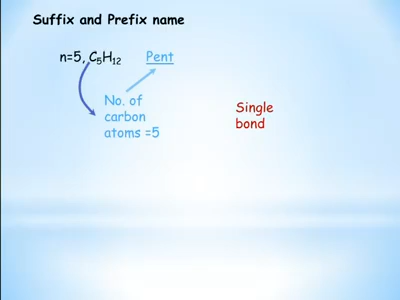 Suffix and Prefix name
n=5, C₅H₁₂ Pent
No. of
carbon
atoms =5
Single
bond